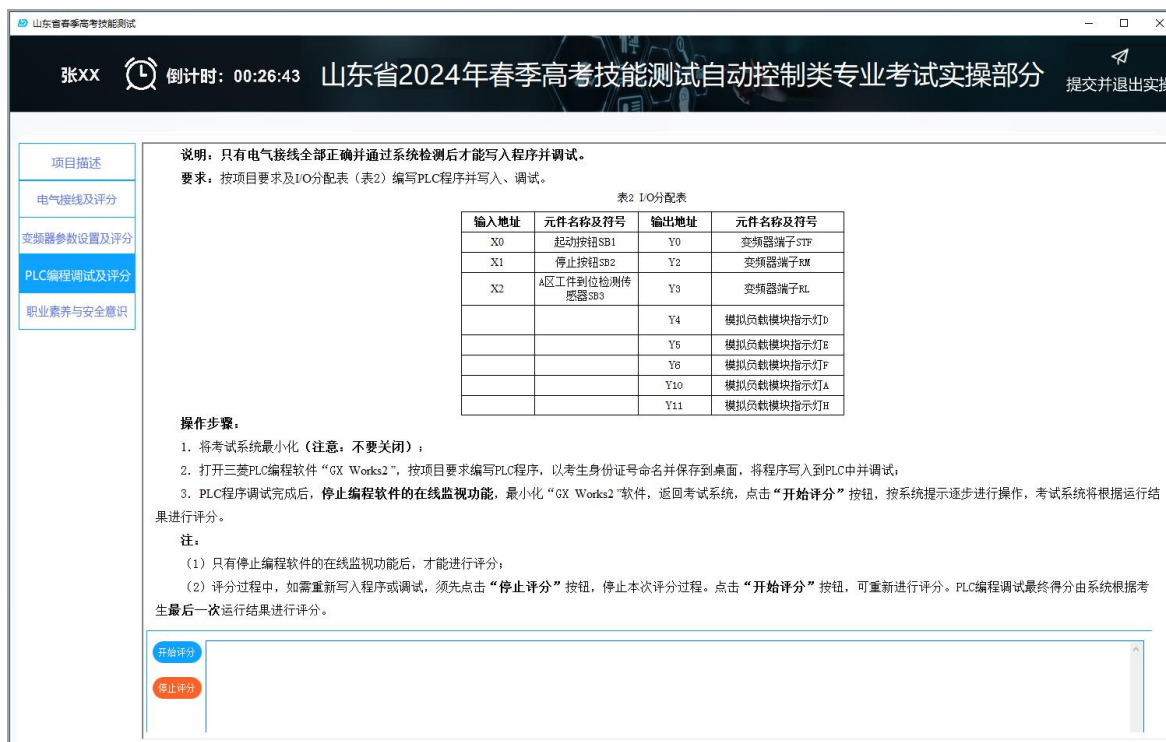 山东省春季高考技能测试
张XX 倒计时：00:26:43 山东省2024年春季高考技能测试自动控制类专业考试实操部分 提交并退出实操
项目描述
电气接线及评分
变频器参数设置及评分
PLC编程调试及评分
职业素养与安全意识
说明：只有电气接线全部正确并通过系统检测后才能写入程序并调试。
要求：按项目要求及I/O分配表（表2）编写PLC程序并写入、调试。
表2 I/O分配表
输入地址 元件名称及符号 输出地址 元件名称及符号
X0 起动按钮SB1 Y0 变频器端子STF
X1 停止按钮SB2 Y2 变频器端子RM
X2 A区工件到位检测传感器SB3 Y3 变频器端子RL
Y4 模拟负载模块指示灯D
Y5 模拟负载模块指示灯E
Y6 模拟负载模块指示灯F
Y10 模拟负载模块指示灯A
Y11 模拟负载模块指示灯H
操作步骤：
1. 将考试系统最小化（注意：不要关闭）；
2. 打开三菱PLC编程软件“GX Works2”，按项目要求编写PLC程序，以考生身份证号命名并保存到桌面，将程序写入到PLC中并调试；
3. PLC程序调试完成后，停止编程软件的在线监视功能，最小化“GX Works2”软件，返回考试系统，点击“开始评分”按钮，按系统提示逐步进行操作，考试系统将根据运行结
果进行评分。
注：
（1）只有停止编程软件的在线监视功能后，才能进行评分；
（2）评分过程中，如需重新写入程序或调试，须先点击“停止评分”按钮，停止本次评分过程。点击“开始评分”按钮，可重新进行评分。PLC编程调试最终得分由系统根据考
生最后一次运行结果进行评分。
开始评分
停止评分